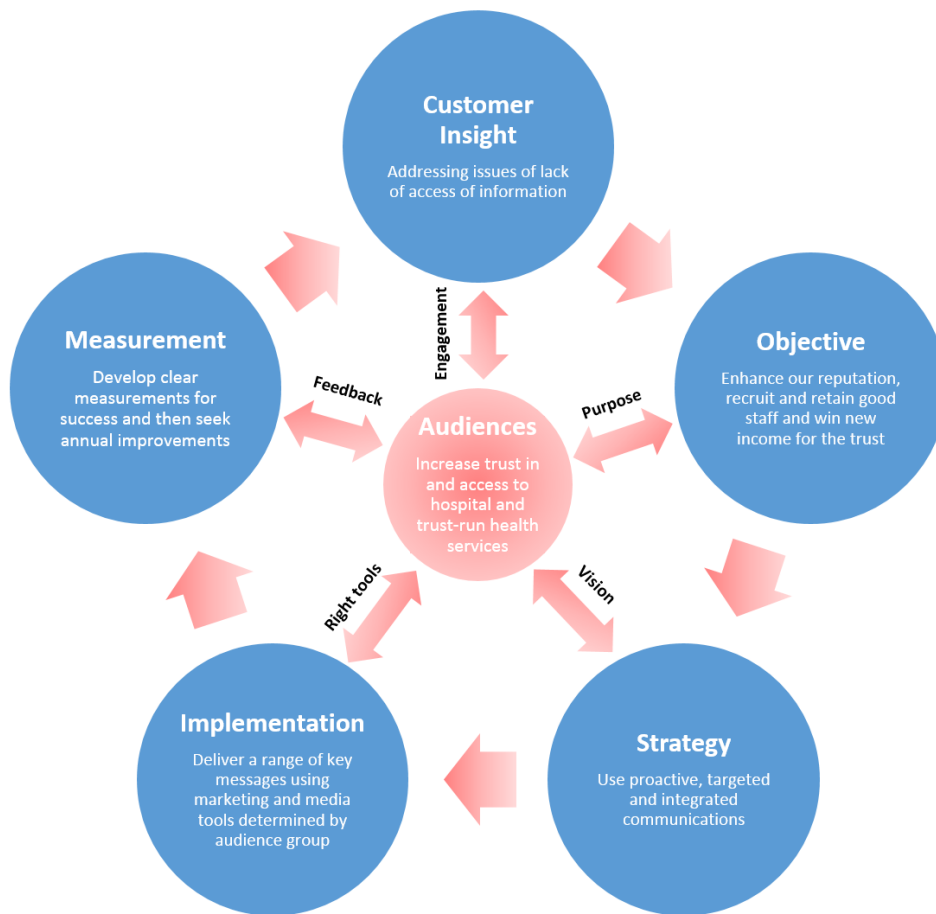 Customer
Insight
Addressing issues of lack
of access of information
Engagement
Measurement
Develop clear
measurements for
success and then seek
annual improvements
Feedback
Objective
Enhance our reputation,
recruit and retain good
staff and win new
income for the trust
Purpose
Audiences
Increase trust in
and access to
hospital and
trust-run health
services
Right tools
Vision
Implementation
Deliver a range of key
messages using
marketing and media
tools determined by
audience group
Strategy
Use proactive, targeted
and integrated
communications